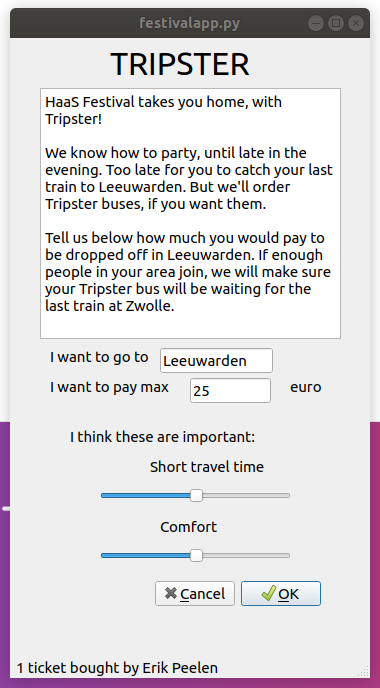 festivalapp.py
TRIPSTER
HaaS Festival takes you home, with
Tripster!
We know how to party, until late in the
evening. Too late for you to catch your last
train to Leeuwarden. But we'll order
Tripster buses, if you want them.
Tell us below how much you would pay to
be dropped off in Leeuwarden. If enough
people in your area join, we will make sure
your Tripster bus will be waiting for the
last train at Zwolle.
I want to go to Leeuwarden
I want to pay max 25 euro
I think these are important:
Short travel time
Comfort
Cancel OK
1 ticket bought by Erik Peelen